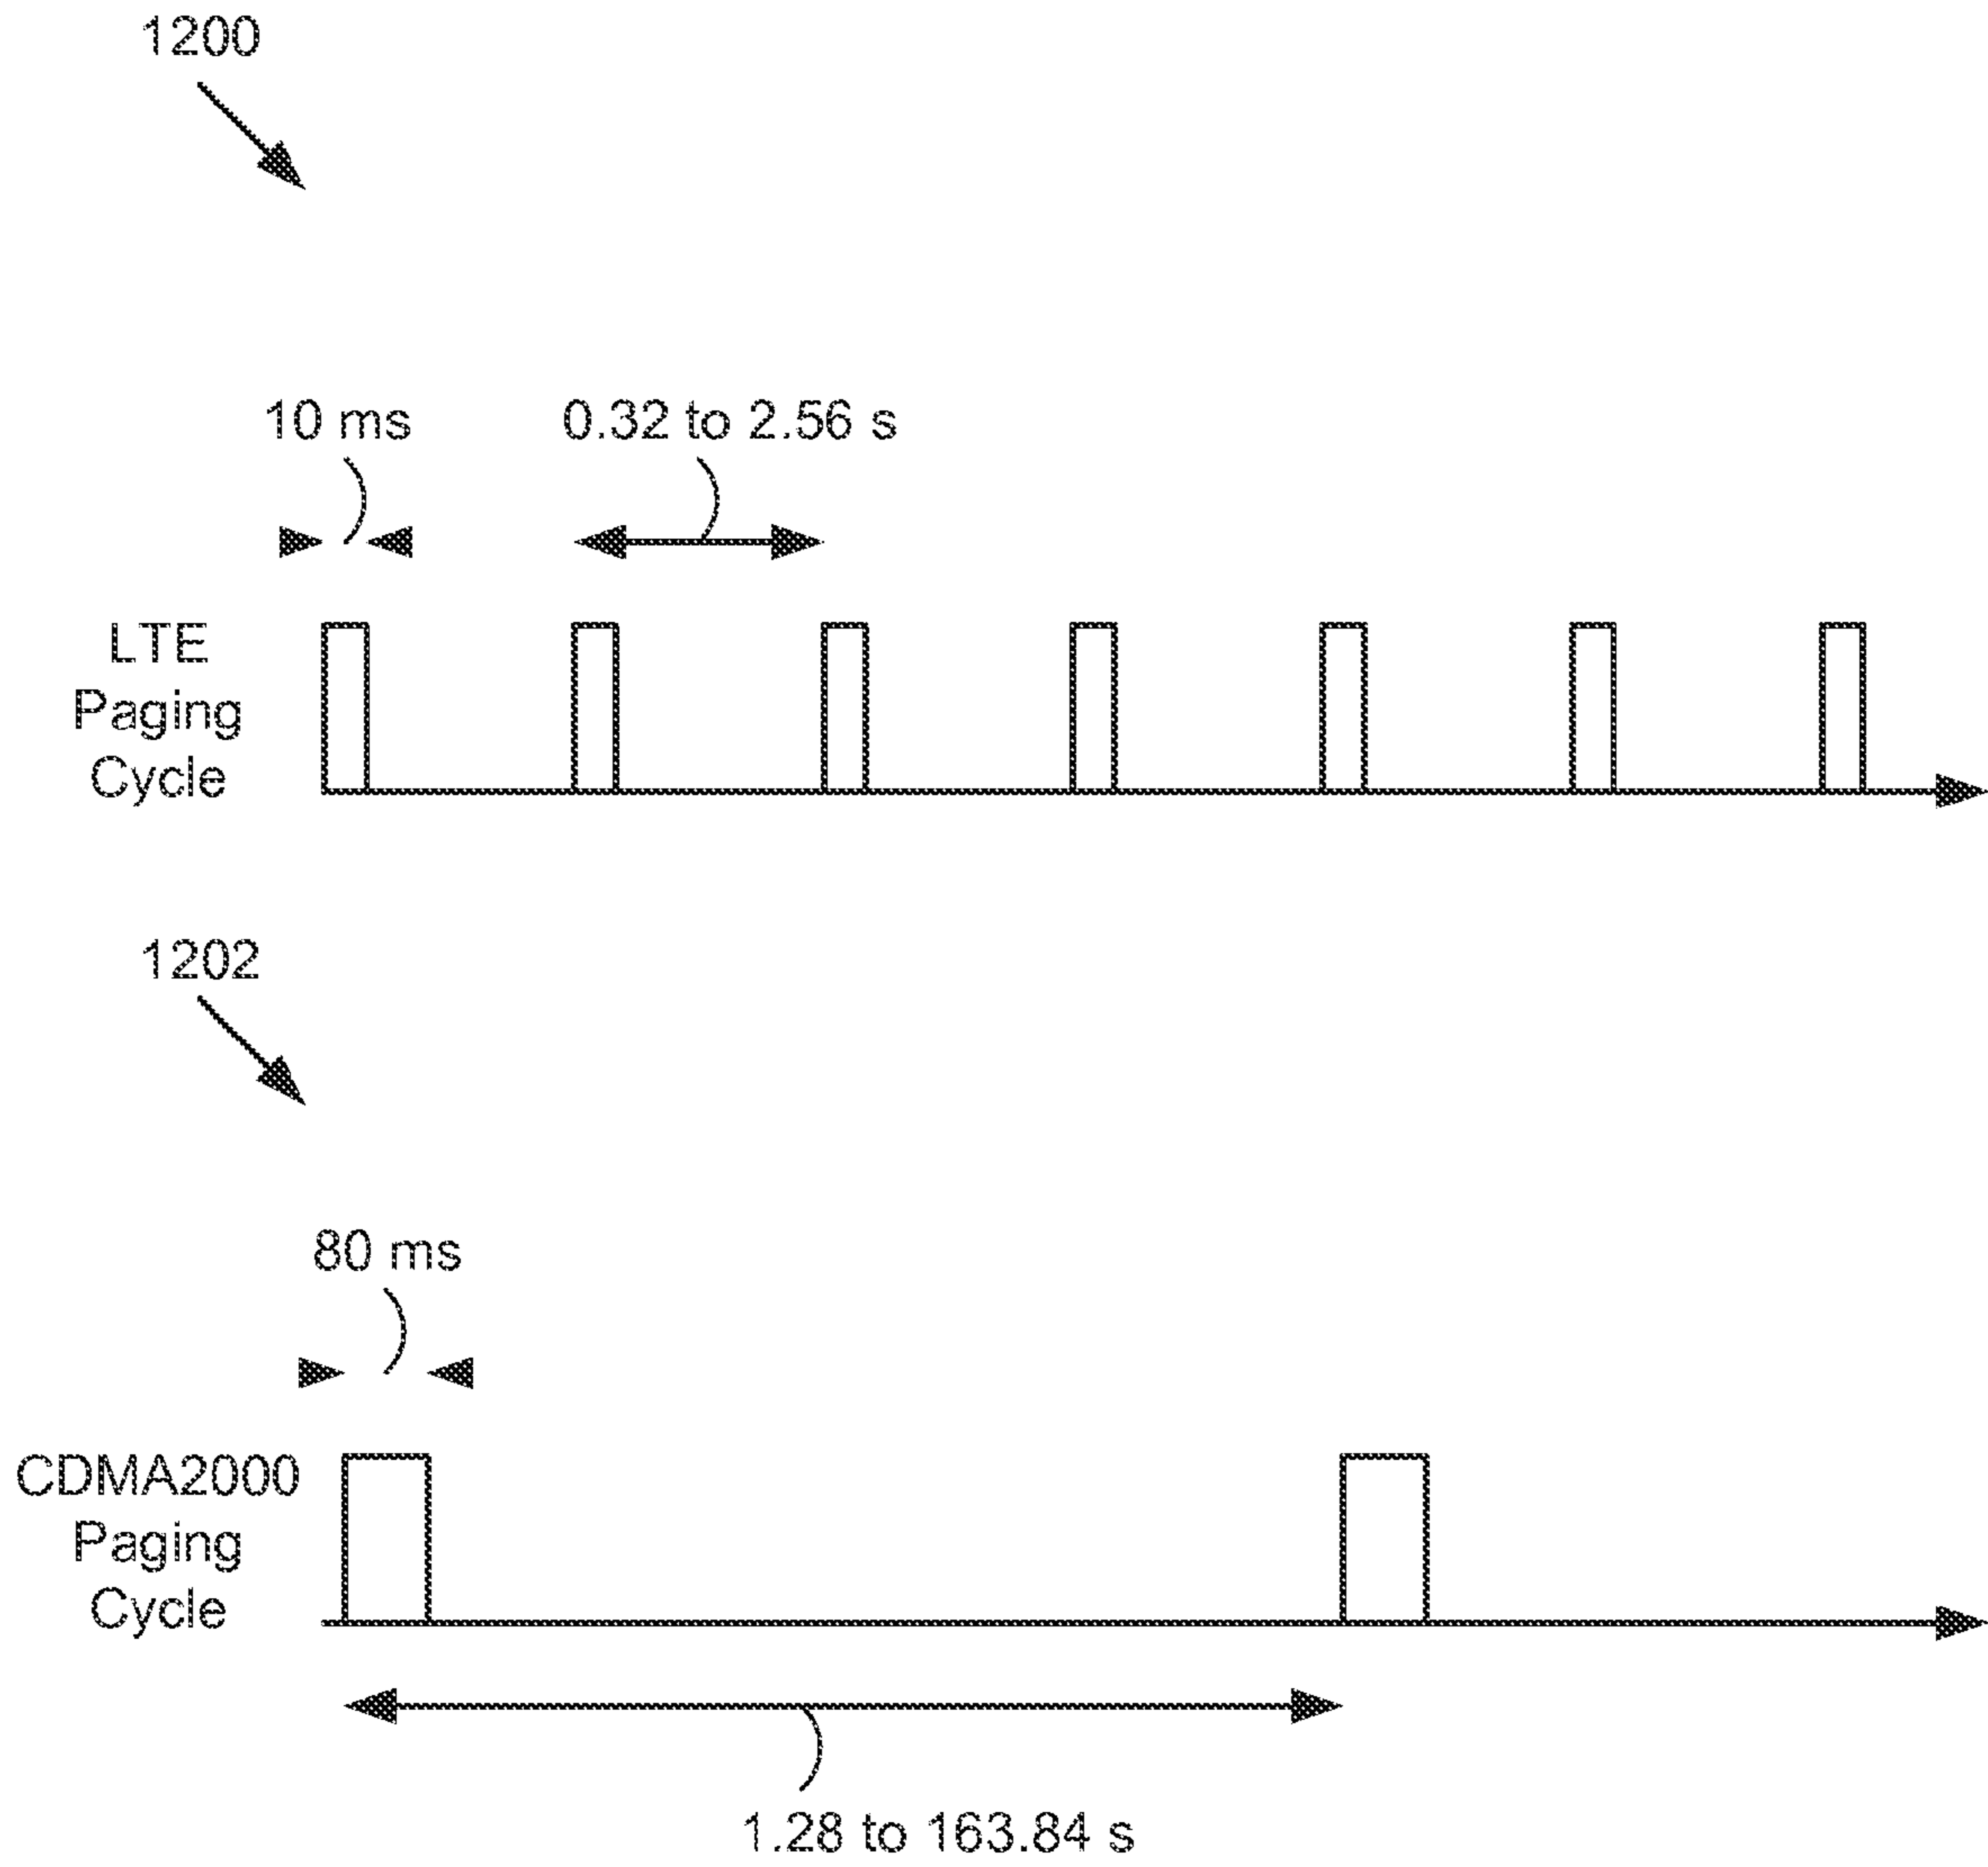 1200
10 ms
0.32 to 2.56 s
LTE
Paging
Cycle
1202
80 ms
CDMA2000
Paging
Cycle
1.28 to 163.84 s